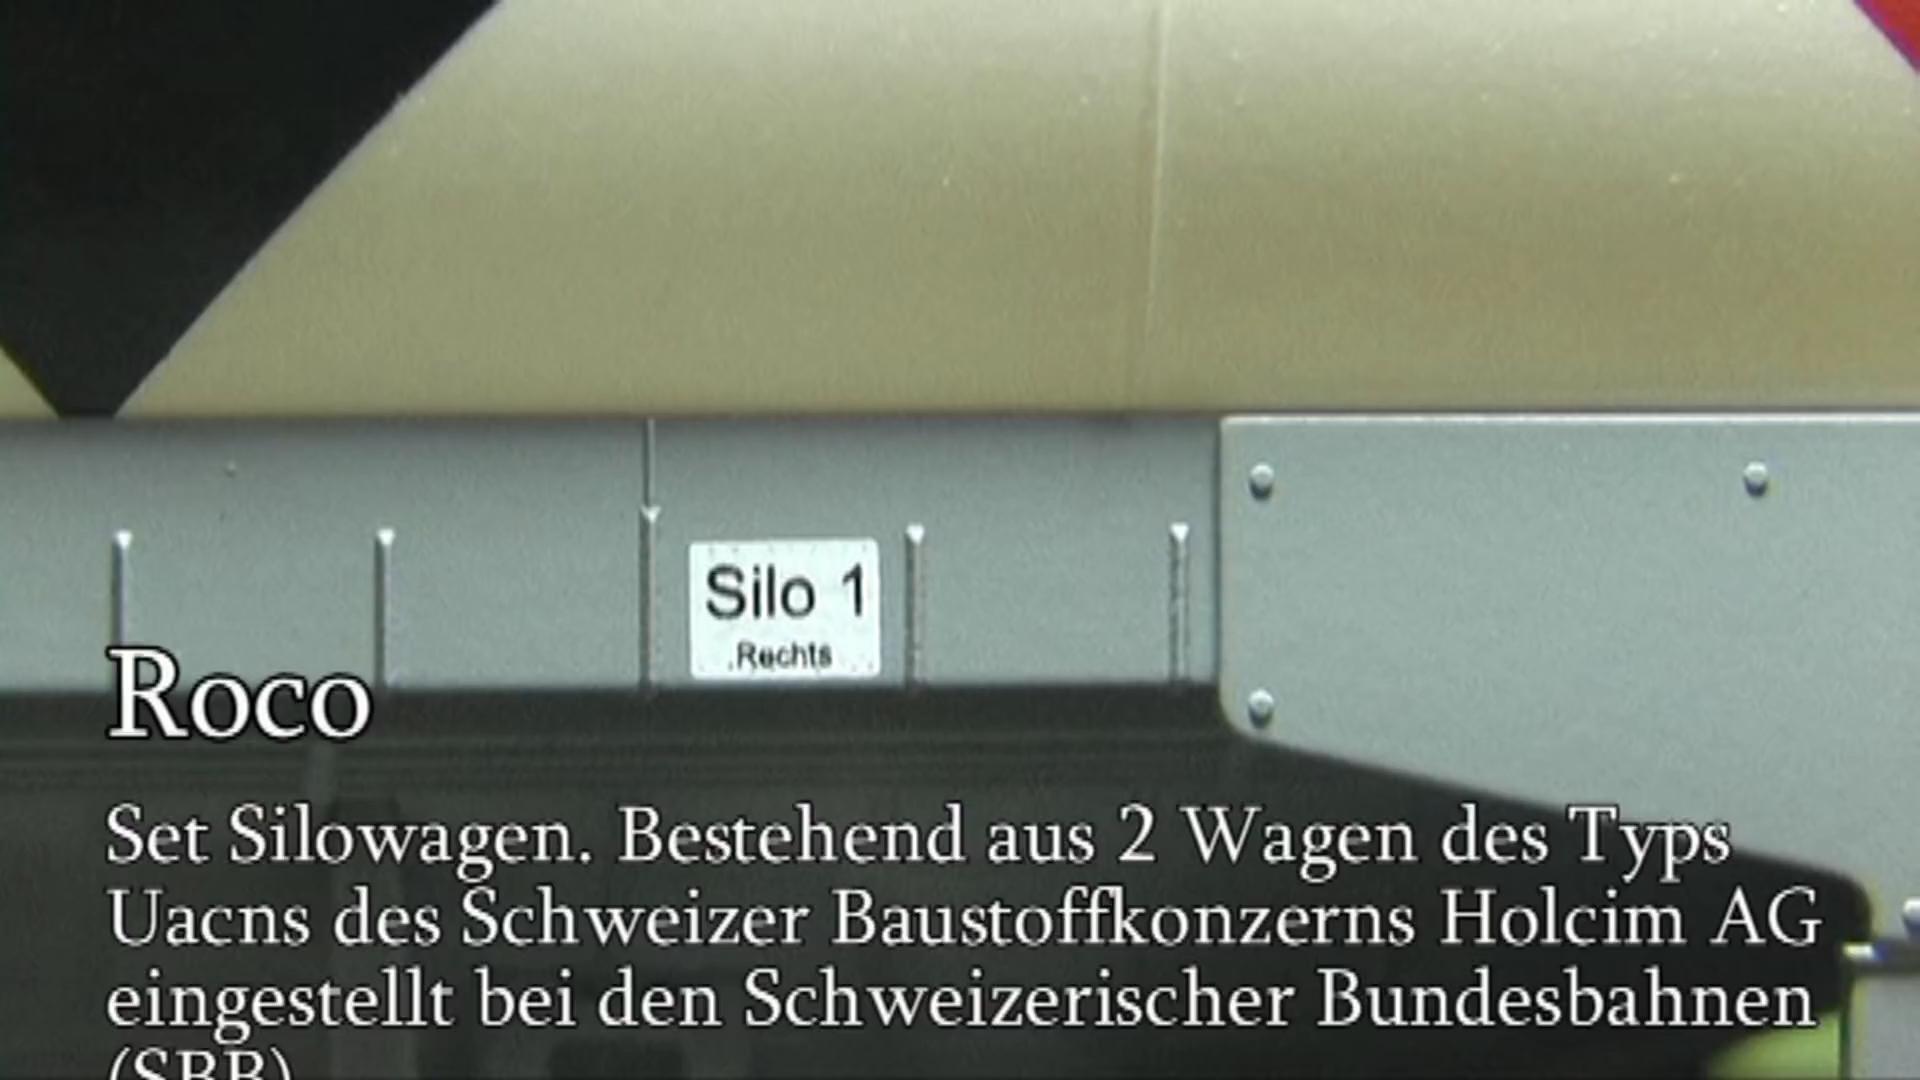 Silo 1
Rechts
Roco
Set Silowagen. Bestehend aus 2 Wagen des Typs
Uacns des Schweizer Baustoffkonzerns Holcim AG
eingestellt bei den Schweizerischer Bundesbahnen
(SBB)